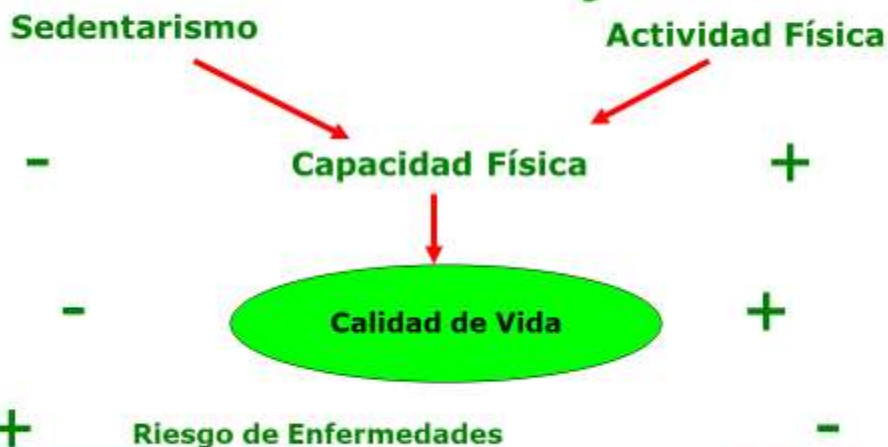 Sedentarismo
Actividad Física
- Capacidad Física +
- Calidad de Vida +
+ Riesgo de Enfermedades -